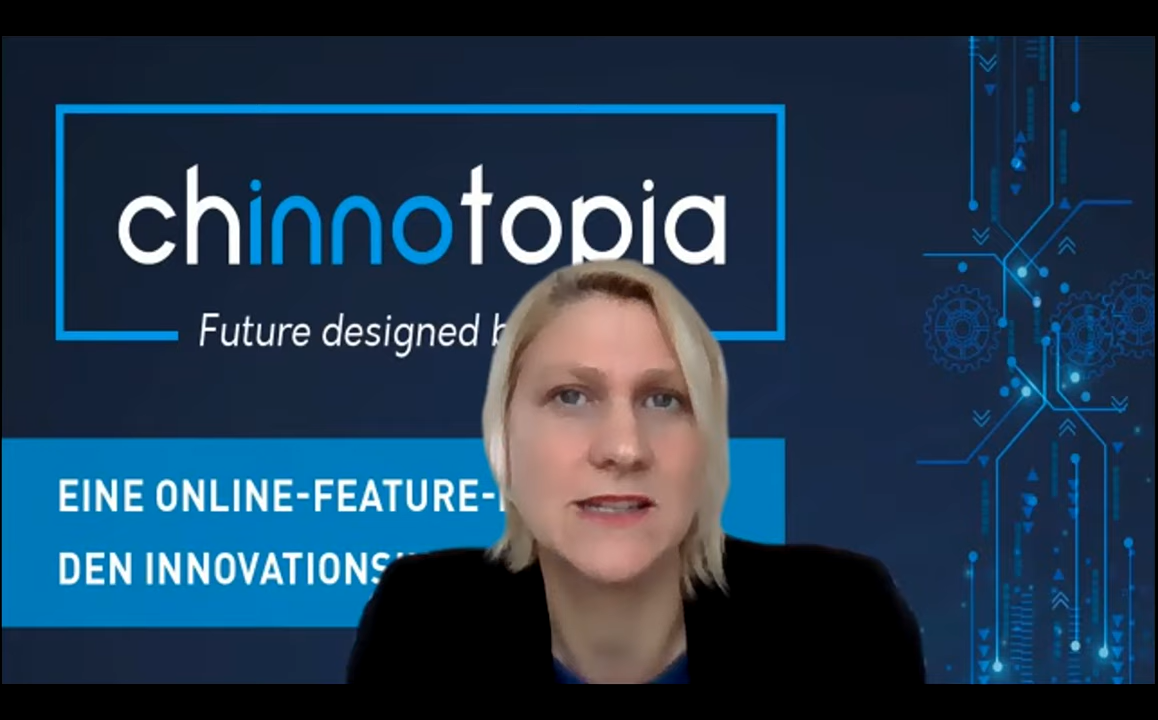 chinnotopia
Future designed
EINE ONLINE-FEATURE-
DEN INNOVATIONS